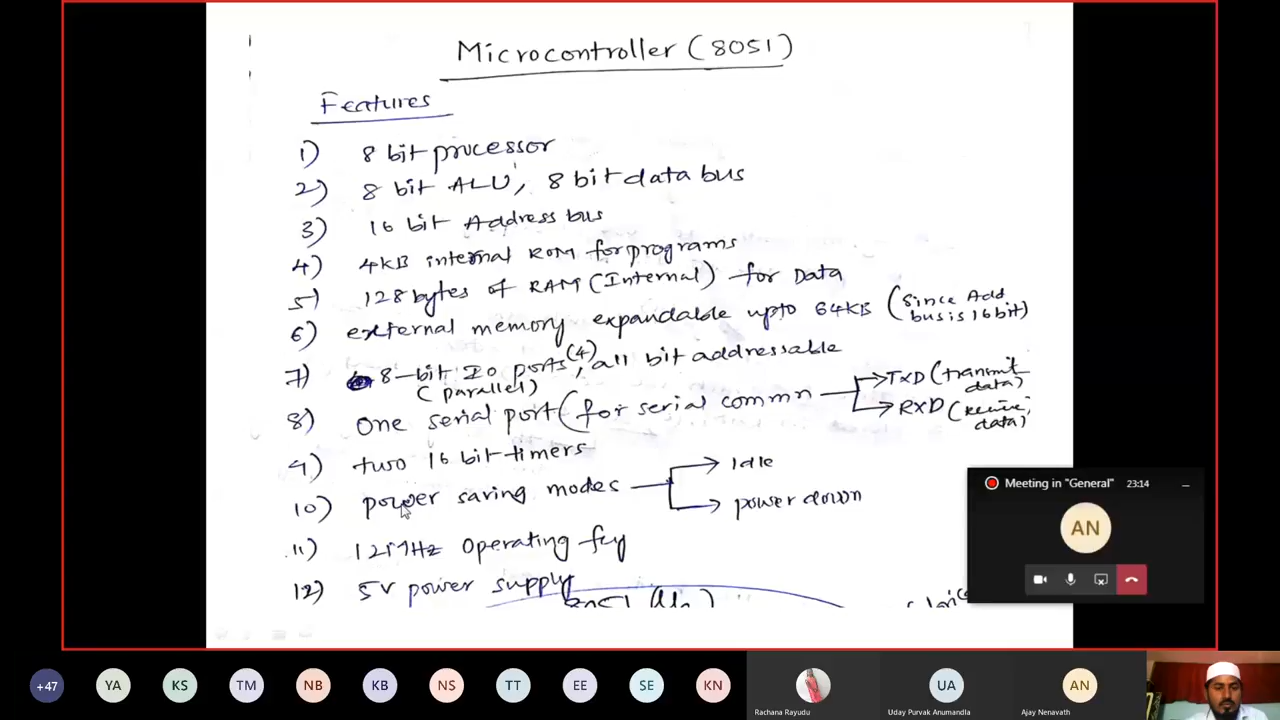 Microcontroller (8051)
Features
1) 8 bit processor
2) 8 bit ALU, 8 bit data bus
3) 16 bit Address bus
4) 4KB internal ROM for programs
5) 128 bytes of RAM (Internal) for Data
6) external memory expandable upto 64KB (Since Add bus is 16 bit)
7) 8-bit IO ports (4), all bit addressable
(parallel)
8) One serial port (for serial commn → TXD (transmit data)
→ RXD (receive data)
9) two 16 bit timers
10) power saving modes → Idle
→ power down
11) 12MHz Operating fcy
12) 5V power supply
Meeting in "General" 23:14
AN
+47 YA KS TM NB KB NS TT EE SE KN UA AN
Rachana Rayudu Uday Purvak Anumandla Ajay Nenavath